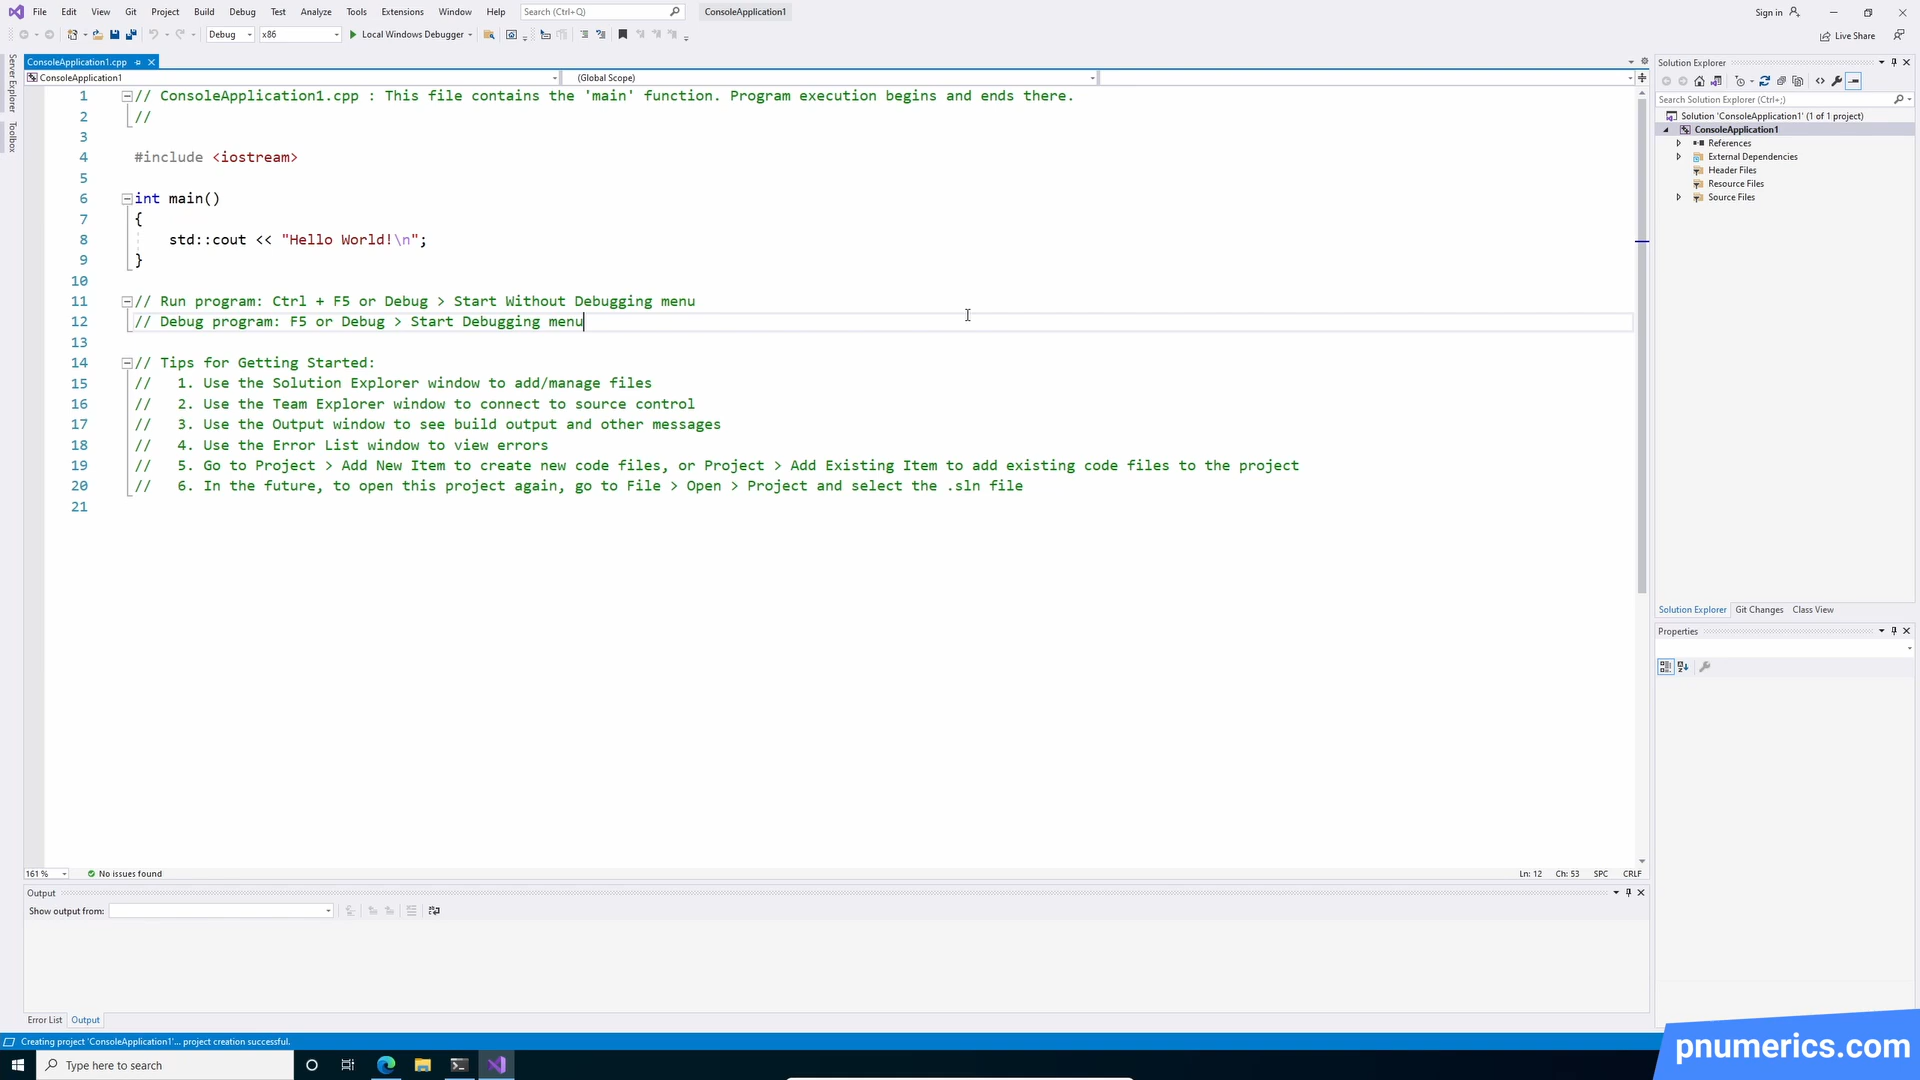 File Edit View Git Project Build Debug Test Analyze Tools Extensions Window Help Search (Ctrl+Q) ConsoleApplication1 Sign in
Debug x86 Local Windows Debugger Live Share
Server Explorer
Toolbox
ConsoleApplication1.cpp
ConsoleApplication1 (Global Scope)
1 // ConsoleApplication1.cpp : This file contains the 'main' function. Program execution begins and ends there.
2 //
3
4 #include <iostream>
5
6 int main()
7 {
8 std::cout << "Hello World!\n";
9 }
10
11 // Run program: Ctrl + F5 or Debug > Start Without Debugging menu
12 // Debug program: F5 or Debug > Start Debugging menu
13
14 // Tips for Getting Started:
15 //   1. Use the Solution Explorer window to add/manage files
16 //   2. Use the Team Explorer window to connect to source control
17 //   3. Use the Output window to see build output and other messages
18 //   4. Use the Error List window to view errors
19 //   5. Go to Project > Add New Item to create new code files, or Project > Add Existing Item to add existing code files to the project
20 //   6. In the future, to open this project again, go to File > Open > Project and select the .sln file
21
161 % No issues found Ln: 12 Ch: 53 SPC CRLF
Output
Show output from:
Error List Output
Solution Explorer
Search Solution Explorer (Ctrl+;)
Solution 'ConsoleApplication1' (1 of 1 project)
ConsoleApplication1
References
External Dependencies
Header Files
Resource Files
Source Files
Solution Explorer Git Changes Class View
Properties
Creating project 'ConsoleApplication1'... project creation successful.
Type here to search
pnumerics.com